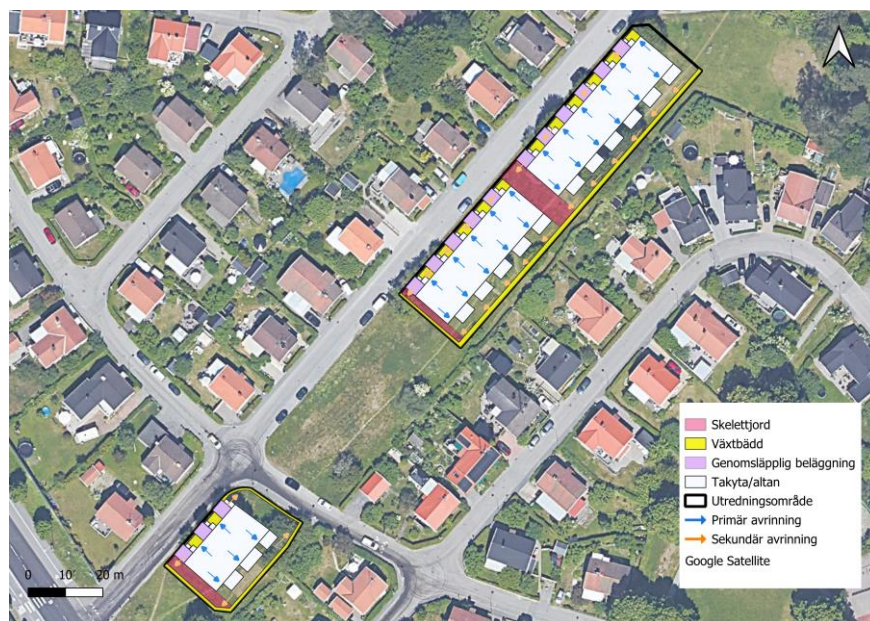 Skelettjord
Växtbädd
Genomsläpplig beläggning
Takyta/altan
Utredningsområde
Primär avrinning
Sekundär avrinning
Google Satellite
0 10 20 m